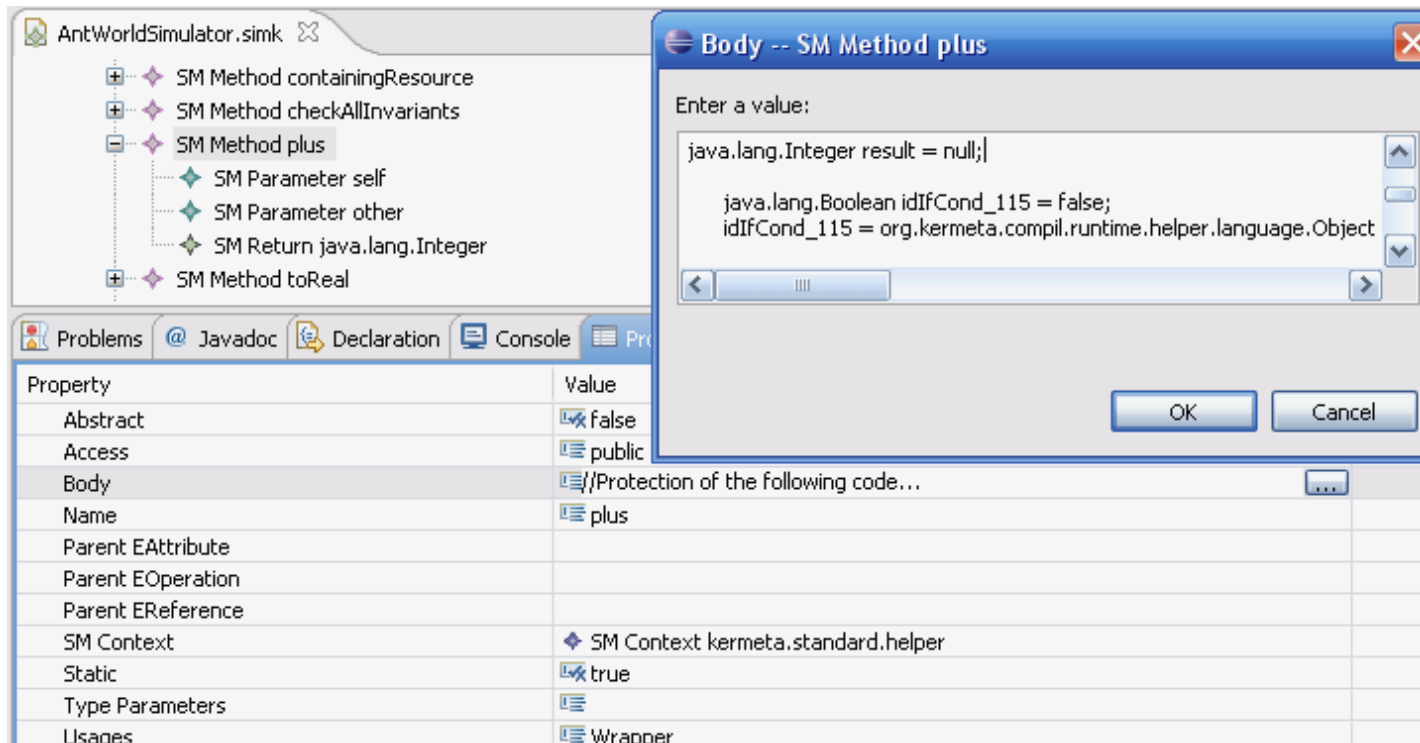 AntWorldSimulator.simk
SM Method containingResource
SM Method checkAllInvariants
SM Method plus
SM Parameter self
SM Parameter other
SM Return java.lang.Integer
SM Method toReal
Body -- SM Method plus
Enter a value:
java.lang.Integer result = null;
java.lang.Boolean idIfCond_115 = false;
idIfCond_115 = org.kermeta.compil.runtime.helper.language.Object
OK Cancel
Problems @ Javadoc Declaration Console Pro
Property Value
Abstract false
Access public
Body //Protection of the following code... ...
Name plus
Parent EAttribute
Parent EOperation
Parent EReference
SM Context SM Context kermeta.standard.helper
Static true
Type Parameters
Usages Wrapper